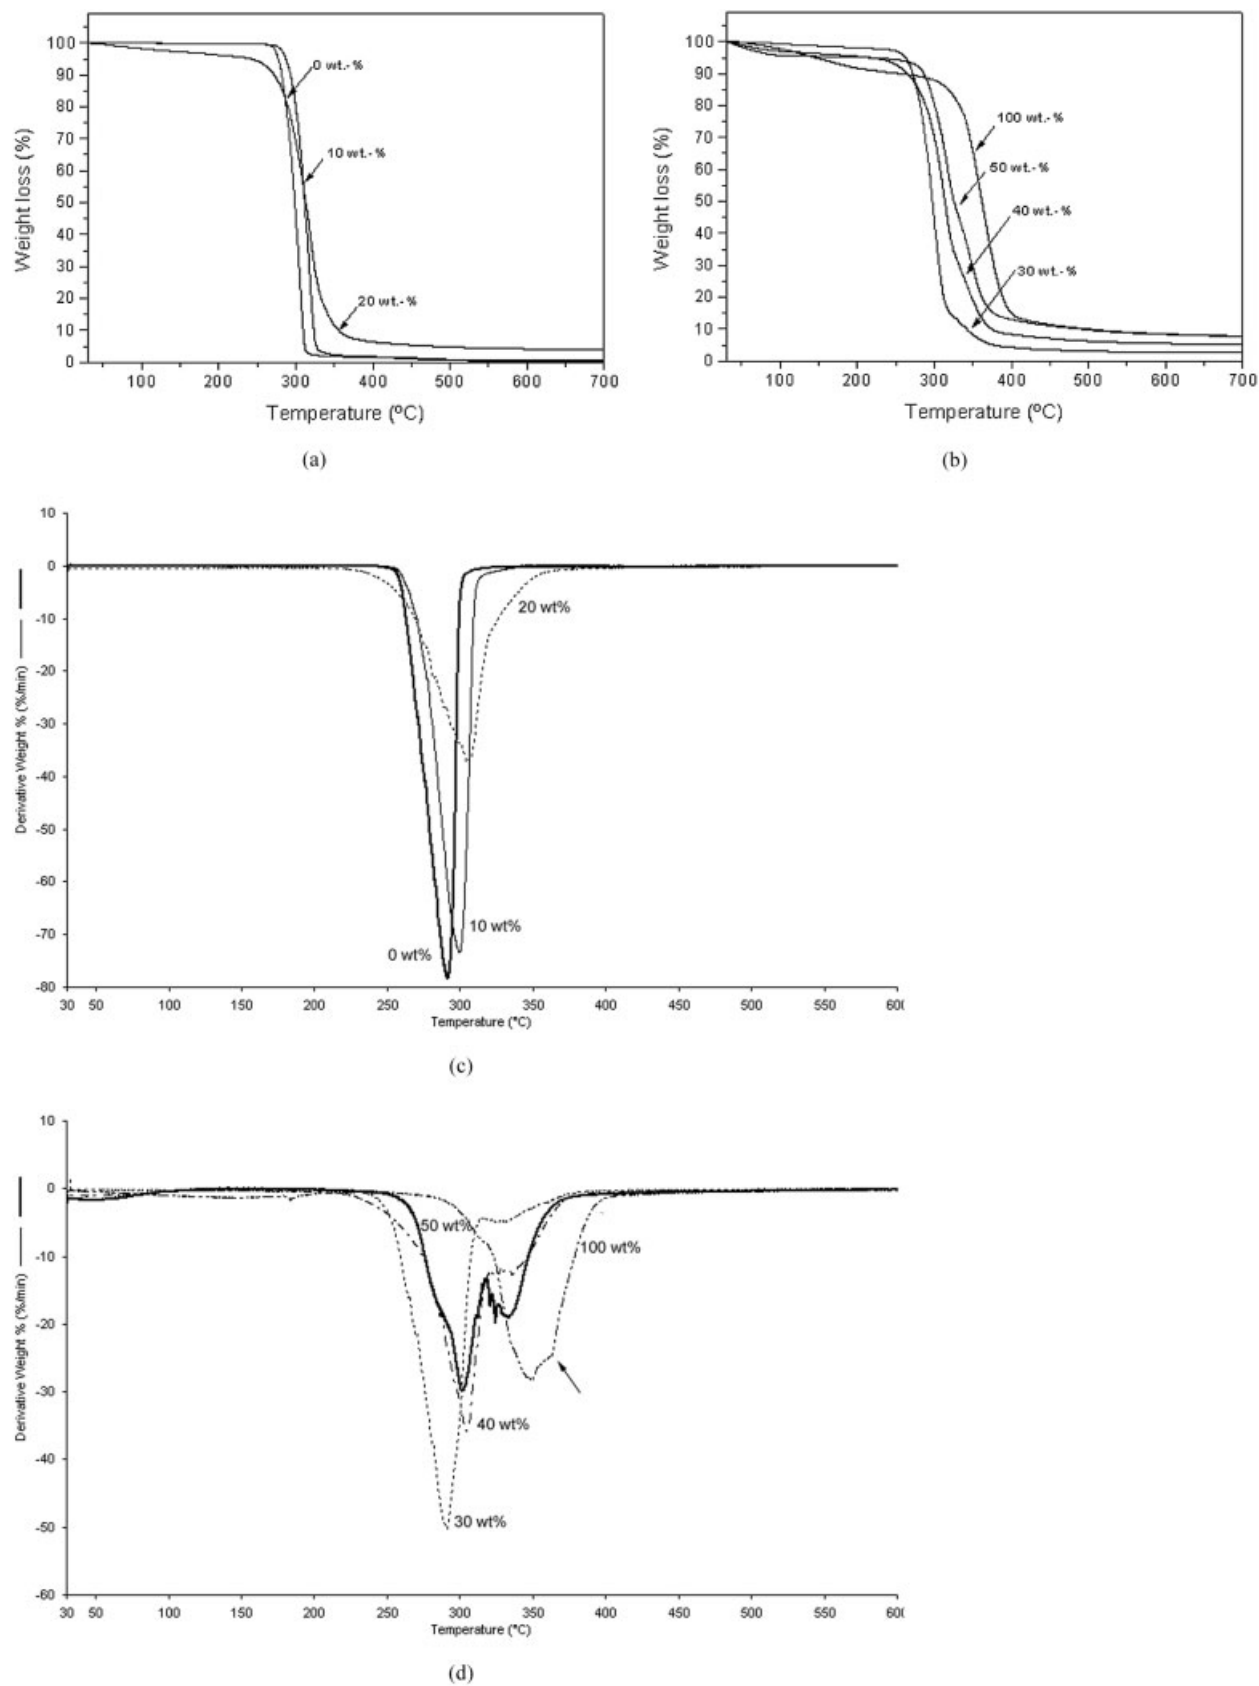 100
90
80
70
60
50
40
30
20
10
0
Weight loss (%)
0 wt.-%
10 wt.-%
20 wt.-%
100 200 300 400 500 600 700
Temperature (ºC)
(a)
100
90
80
70
60
50
40
30
20
10
0
Weight loss (%)
100 wt.-%
50 wt.-%
40 wt.-%
30 wt.-%
100 200 300 400 500 600 700
Temperature (ºC)
(b)
10
0
-10
-20
-30
-40
-50
-60
-70
-80
Derivative Weight % (%/min)
20 wt%
10 wt%
0 wt%
30 50 100 150 200 250 300 350 400 450 500 550 600
Temperature (°C)
(c)
10
0
-10
-20
-30
-40
-50
-60
Derivative Weight % (%/min)
50 wt%
100 wt%
40 wt%
30 wt%
30 50 100 150 200 250 300 350 400 450 500 550 600
Temperature (°C)
(d)